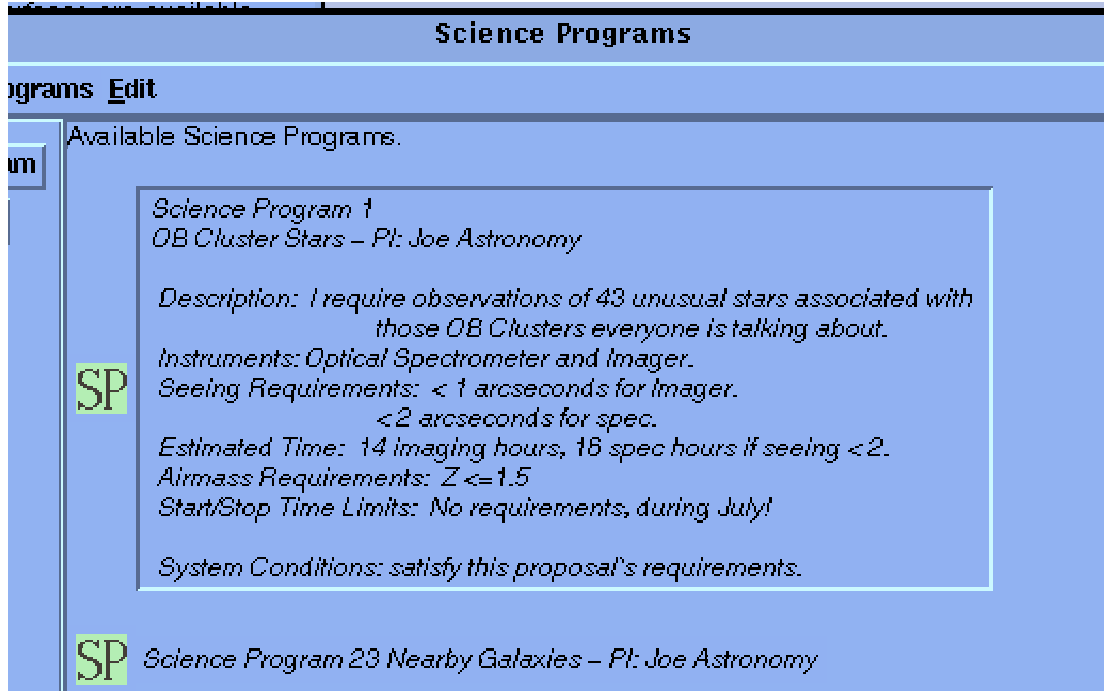 Science Programs
ograms Edit
Available Science Programs.
am
Science Program 1
OB Cluster Stars – PI: Joe Astronomy
Description: I require observations of 43 unusual stars associated with
those OB Clusters everyone is talking about.
Instruments: Optical Spectrometer and Imager.
SP
Seeing Requirements: < 1 arcseconds for Imager.
<2 arcseconds for spec.
Estimated Time: 14 imaging hours, 16 spec hours if seeing <2.
Airmass Requirements: Z <=1.5
Start/Stop Time Limits: No requirements, during July!
System Conditions: satisfy this proposal's requirements.
SP Science Program 23 Nearby Galaxies – PI: Joe Astronomy